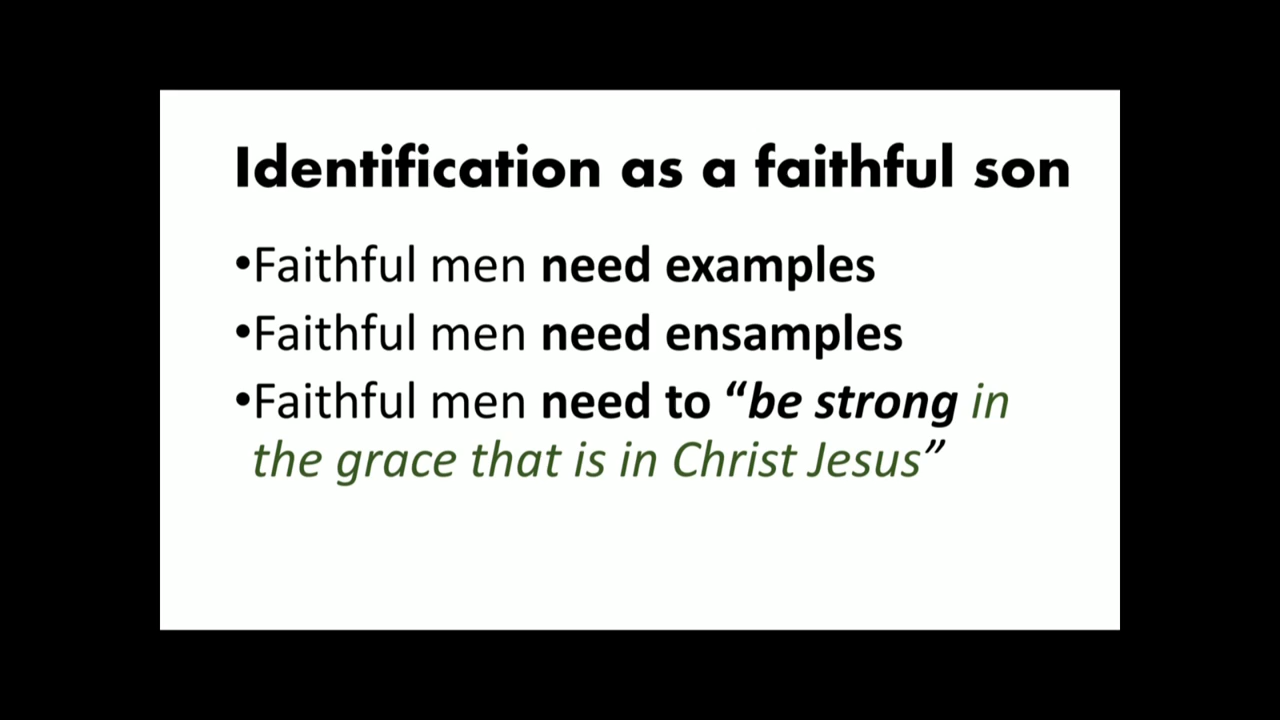 Identification as a faithful son
•Faithful men need examples
•Faithful men need ensamples
•Faithful men need to “be strong in
the grace that is in Christ Jesus”